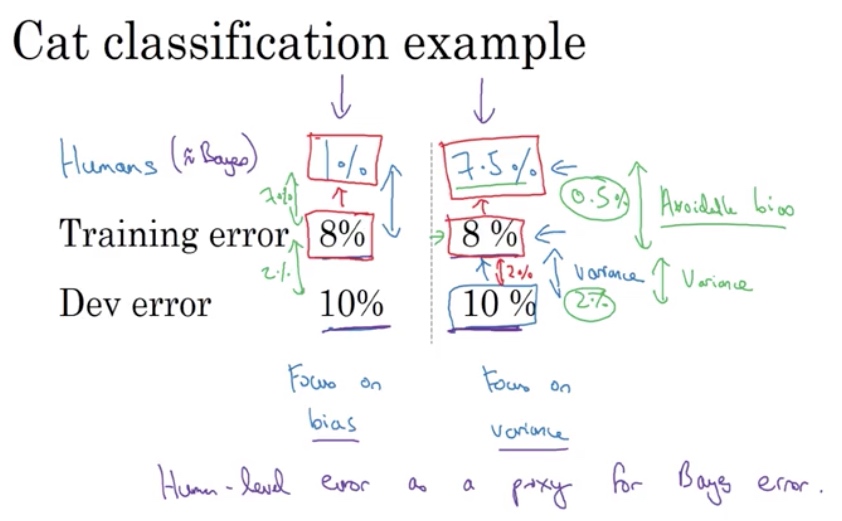 Cat classification example
Humans (≈ Bayes) 1% 7.5%
7% 0.5% Avoidable bias
Training error 8% 8 %
2% 2% Variance Variance
Dev error 10% 10 % 2%
Focus on bias
Focus on variance
Human-level error as a proxy for Bayes error.